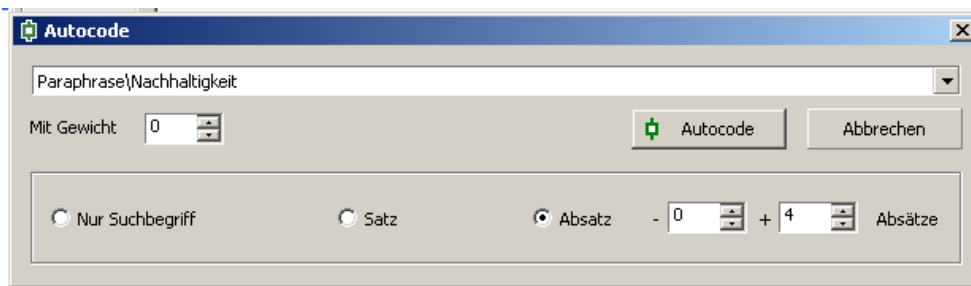 Autocode
Paraphrase\Nachhaltigkeit
Mit Gewicht 0 Autocode Abbrechen
Nur Suchbegriff Satz Absatz - 0 + 4 Absätze